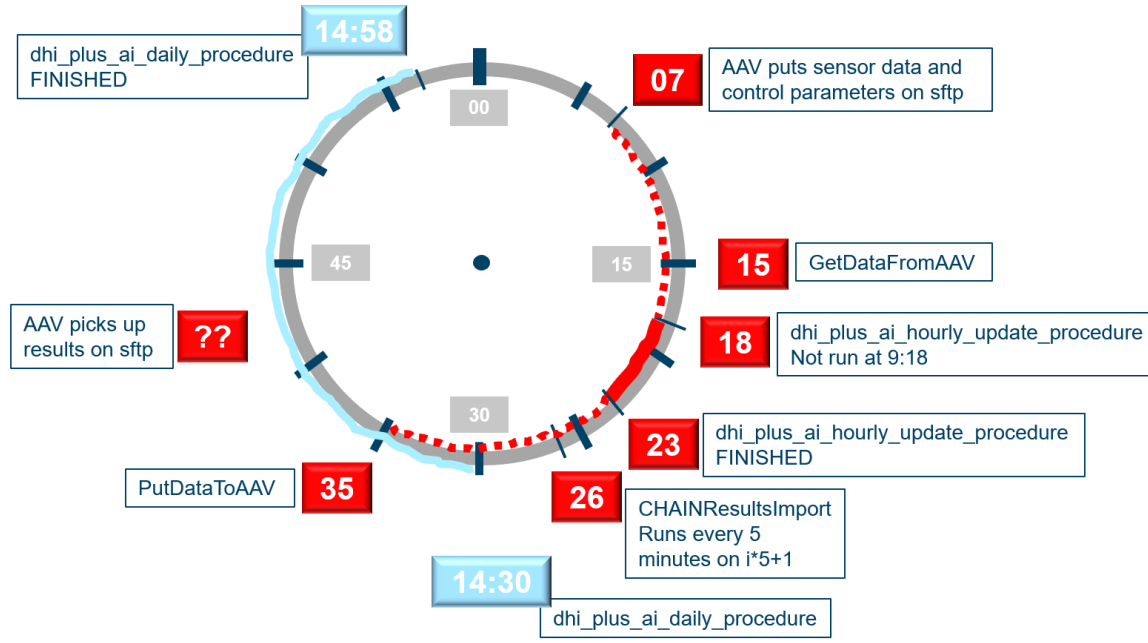 14:58
dhi_plus_ai_daily_procedure
FINISHED
00
07
AAV puts sensor data and
control parameters on sftp
45
15
15
GetDataFromAAV
AAV picks up
results on sftp
??
18
dhi_plus_ai_hourly_update_procedure
Not run at 9:18
30
23
dhi_plus_ai_hourly_update_procedure
FINISHED
PutDataToAAV
35
26
CHAINResultsImport
Runs every 5
minutes on i*5+1
14:30
dhi_plus_ai_daily_procedure